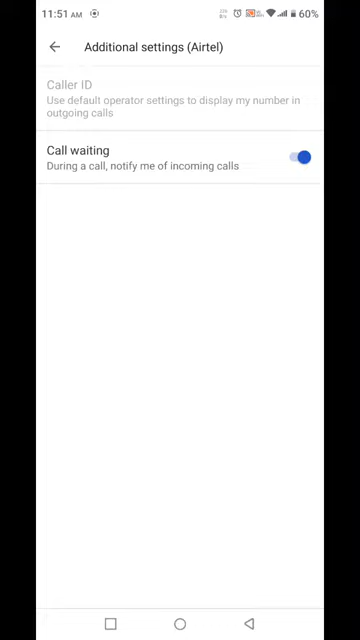 11:51 AM 60%
Additional settings (Airtel)
Caller ID
Use default operator settings to display my number in
outgoing calls
Call waiting
During a call, notify me of incoming calls